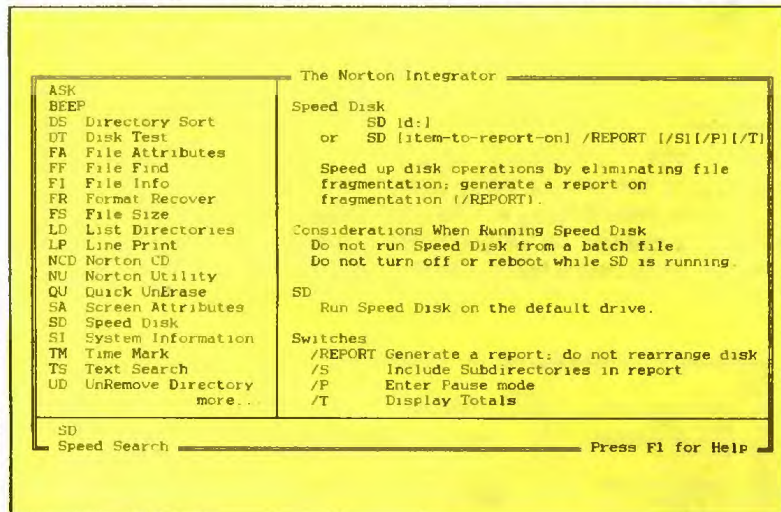 The Norton Integrator
ASK
BEEP
DS Directory Sort
DT Disk Test
FA File Attributes
FF File Find
FI File Info
FR Format Recover
FS File Size
LD List Directories
LP Line Print
NCD Norton CD
NU Norton Utility
QU Quick UnErase
SA Screen Attributes
SD Speed Disk
SI System Information
TM Time Mark
TS Text Search
UD UnRemove Directory
more...
Speed Disk
SD [d:]
or SD [item-to-report-on] /REPORT [/S][/P][/T]
Speed up disk operations by eliminating file
fragmentation; generate a report on
fragmentation (/REPORT).
Considerations When Running Speed Disk
Do not run Speed Disk from a batch file.
Do not turn off or reboot while SD is running.
SD
Run Speed Disk on the default drive.
Switches
/REPORT Generate a report; do not rearrange disk
/S Include Subdirectories in report
/P Enter Pause mode
/T Display Totals
SD
Speed Search
Press F1 for Help